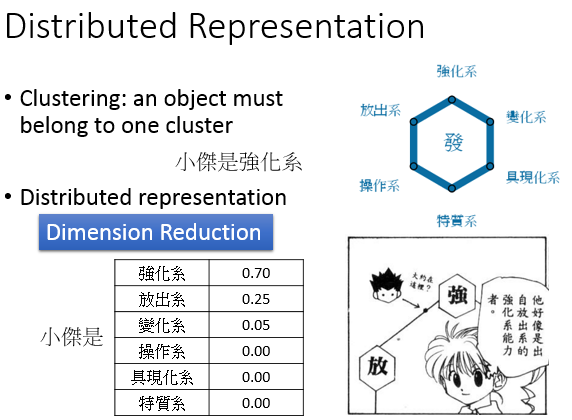 Distributed Representation
• Clustering: an object must
belong to one cluster
小傑是強化系
• Distributed representation
Dimension Reduction
小傑是
強化系 0.70
放出系 0.25
變化系 0.05
操作系 0.00
具現化系 0.00
特質系 0.00
強化系
放出系
變化系
發
操作系
具現化系
特質系
大約在
這裡？
強
放
他好像是出
自放出系的
強化系能力
者。